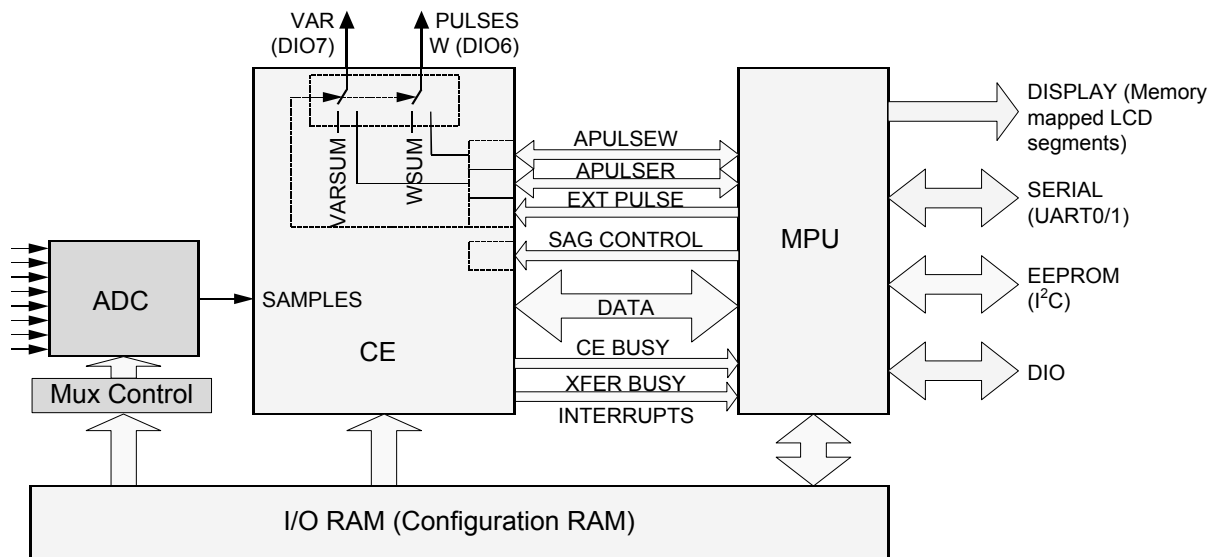 VAR
(DIO7)
PULSES
W (DIO6)
VARSUM
WSUM
APULSEW
APULSER
EXT PULSE
SAG CONTROL
DATA
CE BUSY
XFER BUSY
INTERRUPTS
SAMPLES
CE
ADC
Mux Control
MPU
DISPLAY (Memory
mapped LCD
segments)
SERIAL
(UART0/1)
EEPROM
(I²C)
DIO
I/O RAM (Configuration RAM)